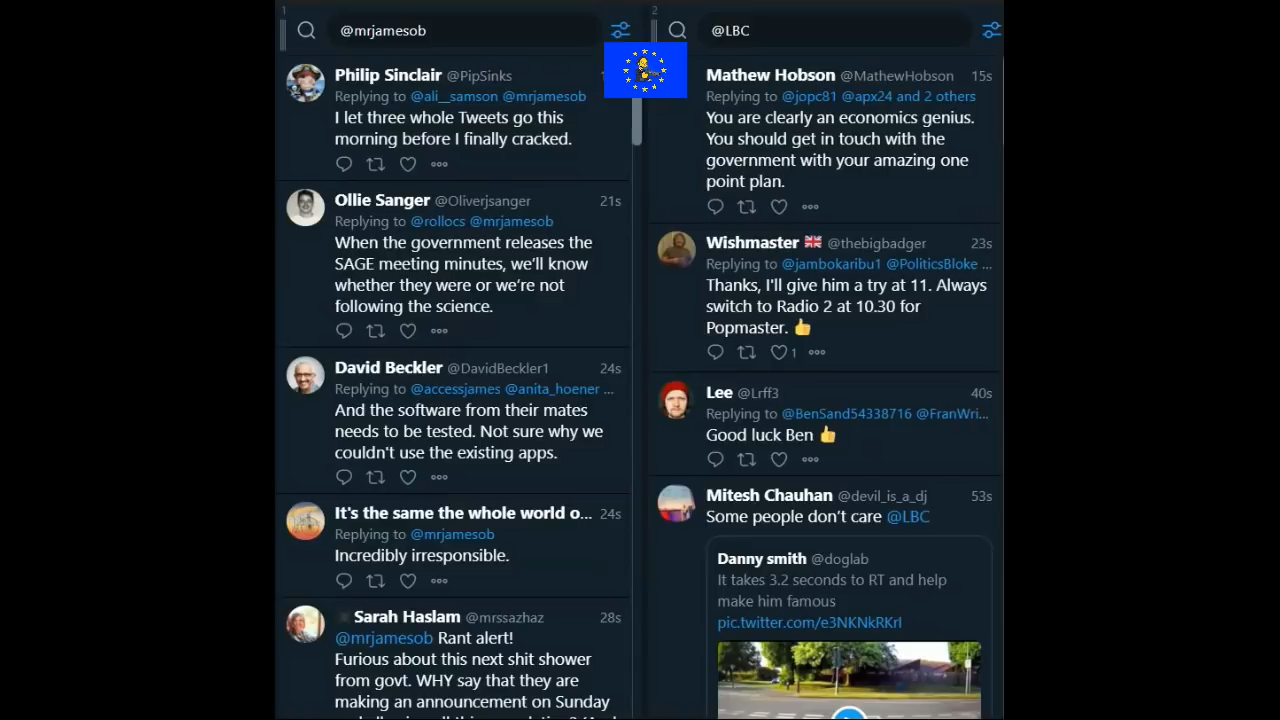 1
@mrjamesob
Philip Sinclair @PipSinks
Replying to @ali__samson @mrjamesob
I let three whole Tweets go this
morning before I finally cracked.
Ollie Sanger @Oliverjsanger 21s
Replying to @rollocs @mrjamesob
When the government releases the
SAGE meeting minutes, we'll know
whether they were or we're not
following the science.
David Beckler @DavidBeckler1 24s
Replying to @accessjames @anita_hoener ...
And the software from their mates
needs to be tested. Not sure why we
couldn't use the existing apps.
It's the same the whole world o... 24s
Replying to @mrjamesob
Incredibly irresponsible.
Sarah Haslam @mrssazhaz 28s
@mrjamesob Rant alert!
Furious about this next shit shower
from govt. WHY say that they are
making an announcement on Sunday
2
@LBC
Mathew Hobson @MathewHobson 15s
Replying to @jopc81 @apx24 and 2 others
You are clearly an economics genius.
You should get in touch with the
government with your amazing one
point plan.
Wishmaster 🇬🇧 @thebigbadger 23s
Replying to @jambokaribu1 @PoliticsBloke ...
Thanks, I'll give him a try at 11. Always
switch to Radio 2 at 10.30 for
Popmaster. 👍
1
Lee @Lrff3 40s
Replying to @BenSand54338716 @FranWri...
Good luck Ben 👍
Mitesh Chauhan @devil_is_a_dj 53s
Some people don't care @LBC
Danny smith @doglab
It takes 3.2 seconds to RT and help
make him famous
pic.twitter.com/e3NKNkRKrI